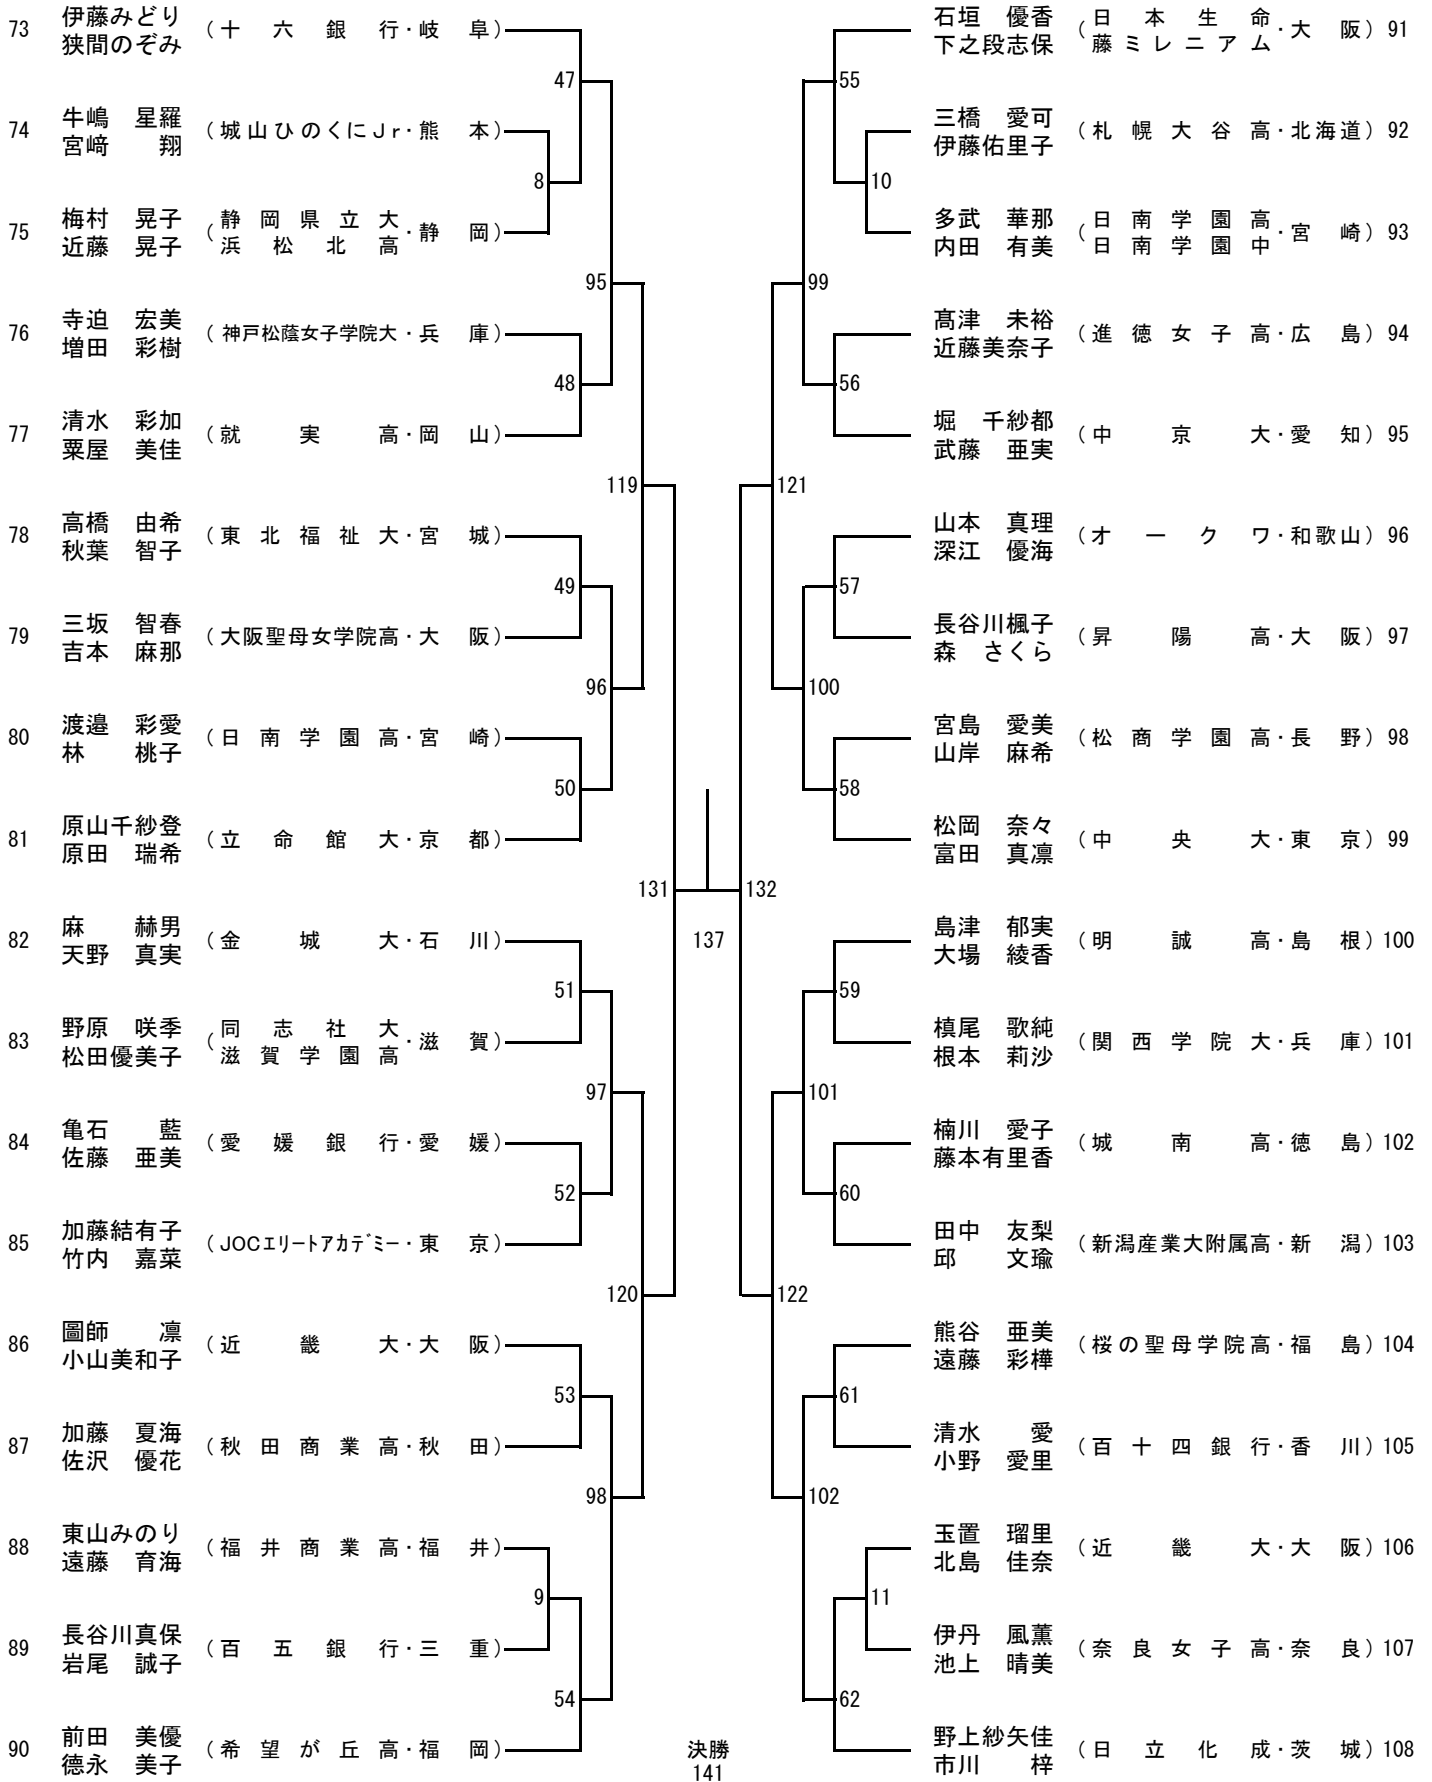 73 伊藤みどり 狭間のぞみ (十六銀行・岐阜)
47
74 牛嶋 星羅 宮﨑 翔 (城山ひのくにJr・熊本)
8
75 梅村 晃子 近藤 晃子 (静岡県立大 浜松北高・静岡)
95
76 寺迫 宏美 増田 彩樹 (神戸松蔭女子学院大・兵庫)
48
77 清水 彩加 粟屋 美佳 (就実高・岡山)
119
78 高橋 由希 秋葉 智子 (東北福祉大・宮城)
49
79 三坂 智春 吉本 麻那 (大阪聖母女学院高・大阪)
96
80 渡邉 彩愛 林 桃子 (日南学園高・宮崎)
50
81 原山千紗登 原田 瑞希 (立命館大・京都)
131
82 麻 赫男 天野 真実 (金城大・石川)
51
83 野原 咲季 松田優美子 (同志社大 滋賀学園高・滋賀)
97
84 亀石 藍 佐藤 亜美 (愛媛銀行・愛媛)
52
85 加藤結有子 竹内 嘉菜 (JOCエリートアカデミー・東京)
120
86 圖師 凛 小山美和子 (近畿大・大阪)
53
87 加藤 夏海 佐沢 優花 (秋田商業高・秋田)
98
88 東山みのり 遠藤 育海 (福井商業高・福井)
9
89 長谷川真保 岩尾 誠子 (百五銀行・三重)
54
90 前田 美優 德永 美子 (希望が丘高・福岡)
137
決勝
141
石垣 優香 下之段志保 (日本生命 藤ミレニアム・大阪) 91
55
三橋 愛可 伊藤佑里子 (札幌大谷高・北海道) 92
10
多武 華那 内田 有美 (日南学園高 日南学園中・宮崎) 93
99
髙津 未裕 近藤美奈子 (進徳女子高・広島) 94
56
堀 千紗都 武藤 亜実 (中京大・愛知) 95
121
山本 真理 深江 優海 (オークワ・和歌山) 96
57
長谷川楓子 森 さくら (昇陽高・大阪) 97
100
宮島 愛美 山岸 麻希 (松商学園高・長野) 98
58
松岡 奈々 富田 真凛 (中央大・東京) 99
132
島津 郁実 大場 綾香 (明誠高・島根) 100
59
槙尾 歌純 根本 莉沙 (関西学院大・兵庫) 101
101
楠川 愛子 藤本有里香 (城南高・徳島) 102
60
田中 友梨 邱 文瑜 (新潟産業大附属高・新潟) 103
122
熊谷 亜美 遠藤 彩樺 (桜の聖母学院高・福島) 104
61
清水 愛 小野 愛里 (百十四銀行・香川) 105
102
玉置 瑠里 北島 佳奈 (近畿大・大阪) 106
11
伊丹 風薫 池上 晴美 (奈良女子高・奈良) 107
62
野上紗矢佳 市川 梓 (日立化成・茨城) 108